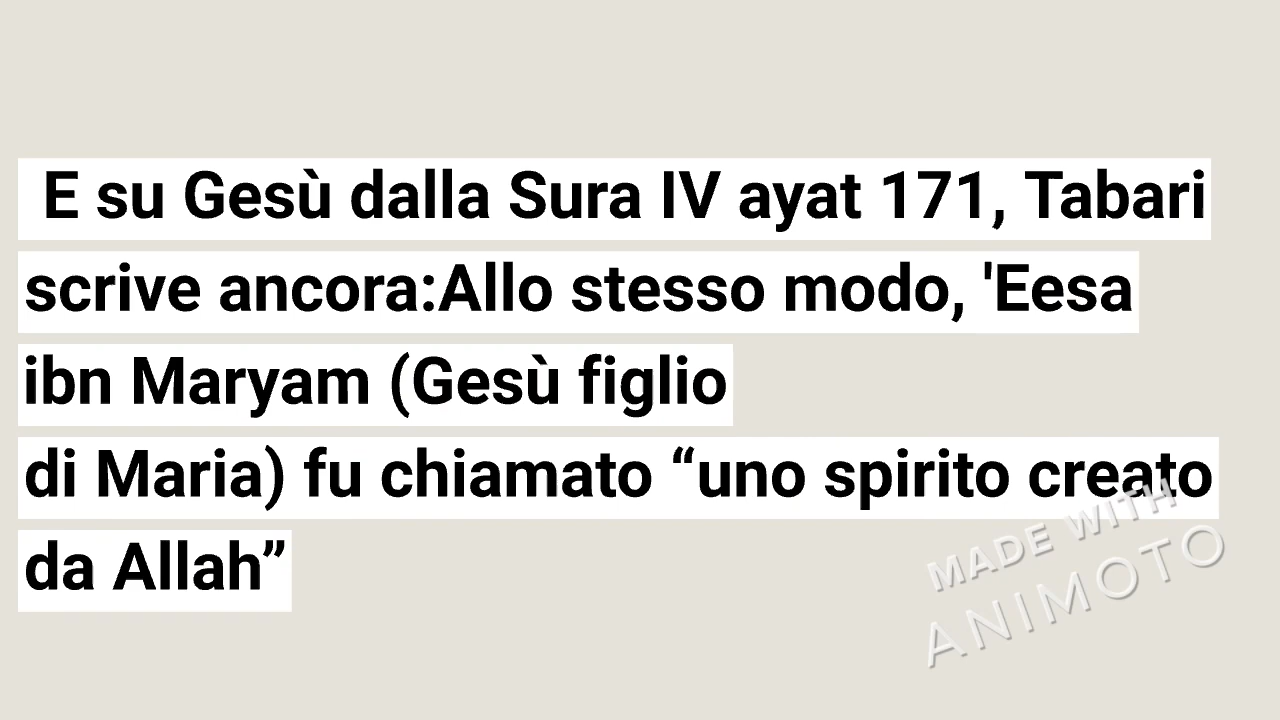 E su Gesù dalla Sura IV ayat 171, Tabari
scrive ancora:Allo stesso modo, 'Eesa
ibn Maryam (Gesù figlio
di Maria) fu chiamato “uno spirito creato
da Allah”
MADE WITH
ANIMOTO